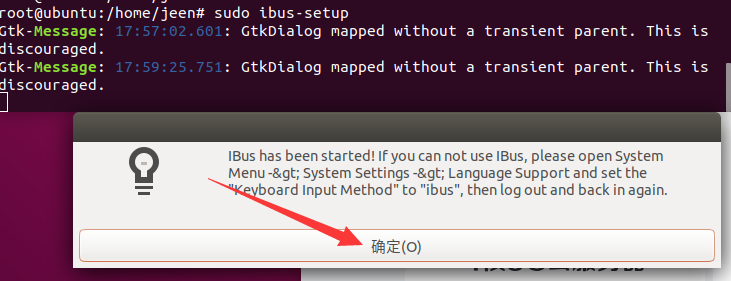 root@ubuntu:/home/jeen# sudo ibus-setup
Gtk-Message: 17:57:02.601: GtkDialog mapped without a transient parent. This is
discouraged.
Gtk-Message: 17:59:25.751: GtkDialog mapped without a transient parent. This is
discouraged.
IBus has been started! If you can not use IBus, please open System
Menu -&gt; System Settings -&gt; Language Support and set the
"Keyboard Input Method" to "ibus", then log out and back in again.
确定(O)